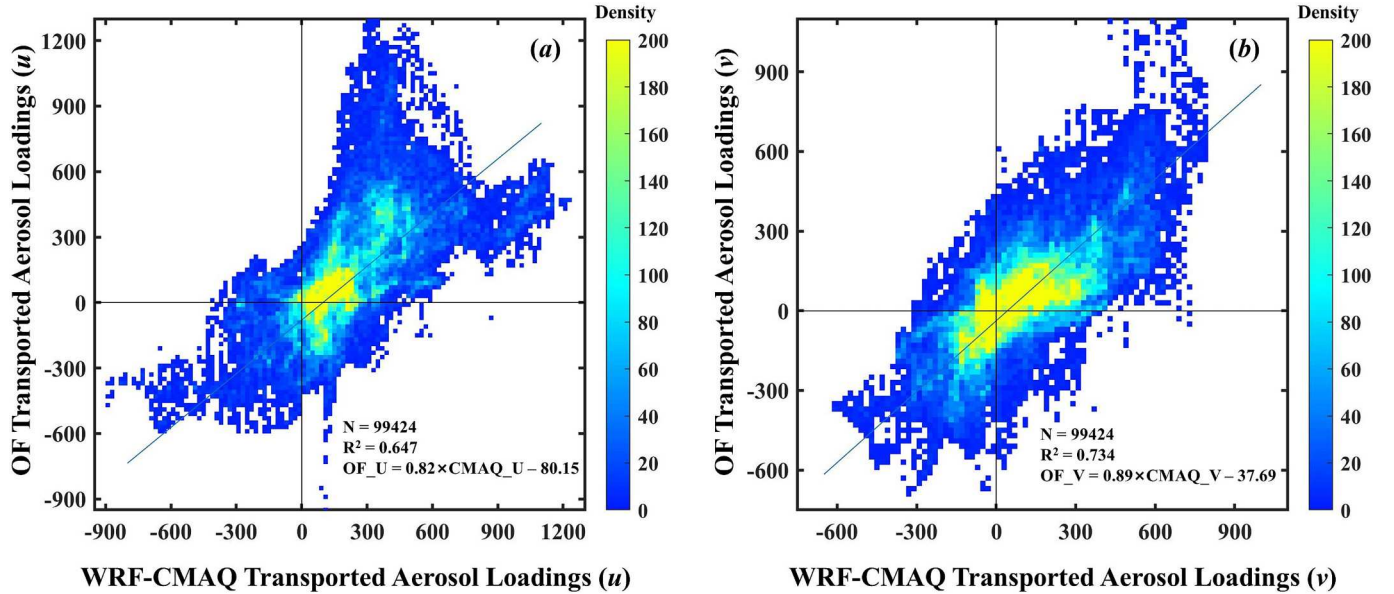 Density
(a)
OF Transported Aerosol Loadings (u)
1200
900
600
300
0
-300
-600
-900
-900 -600 -300 0 300 600 900 1200
WRF-CMAQ Transported Aerosol Loadings (u)
N = 99424
R² = 0.647
OF_U = 0.82×CMAQ_U – 80.15
200
180
160
140
120
100
80
60
40
20
0
Density
(b)
OF Transported Aerosol Loadings (v)
900
600
300
0
-300
-600
-600 -300 0 300 600 900
WRF-CMAQ Transported Aerosol Loadings (v)
N = 99424
R² = 0.734
OF_V = 0.89×CMAQ_V – 37.69
200
180
160
140
120
100
80
60
40
20
0